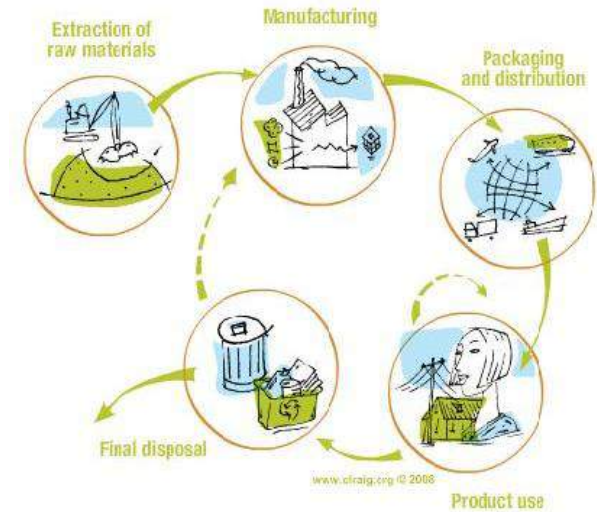 Extraction of
raw materials
Manufacturing
Packaging
and distribution
Final disposal
www.ciraig.org © 2008
Product use